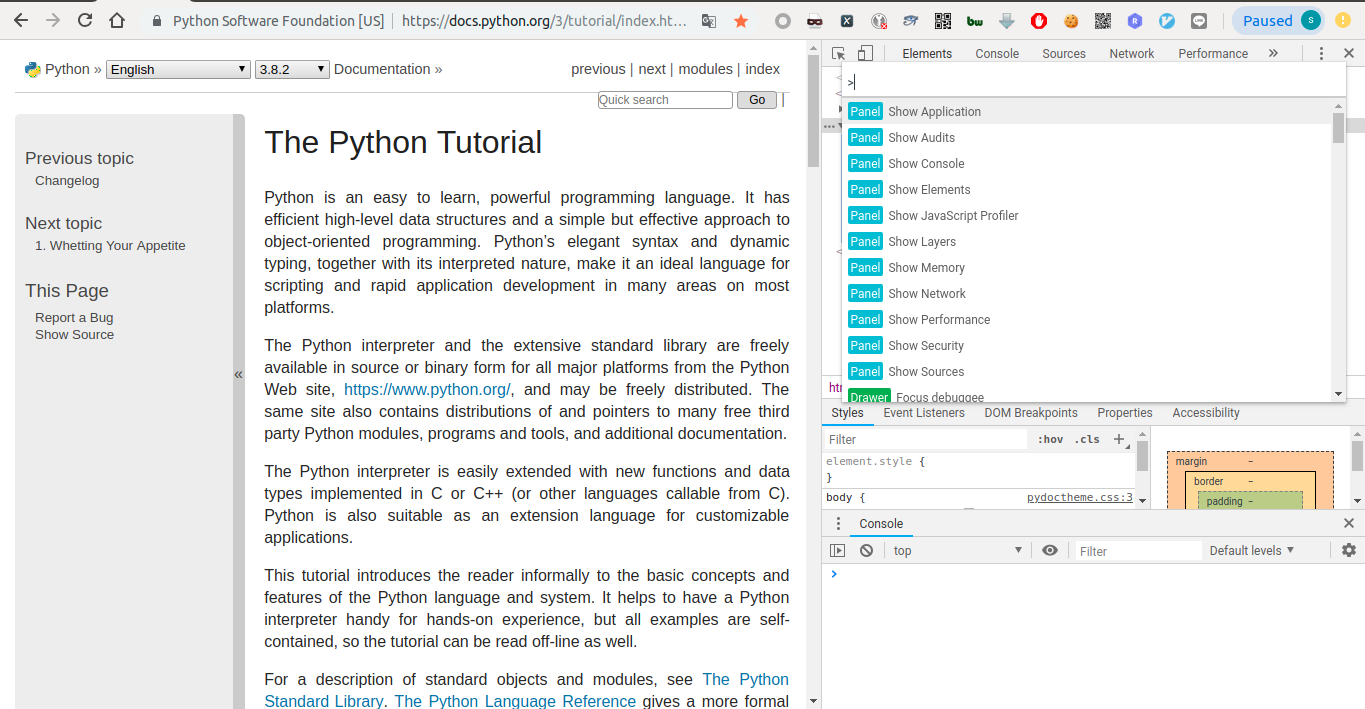 Python Software Foundation [US] | https://docs.python.org/3/tutorial/index.ht... Paused S
Python » English 3.8.2 Documentation » previous | next | modules | index
Quick search Go |
Previous topic
Changelog
Next topic
1. Whetting Your Appetite
This Page
Report a Bug
Show Source
«
The Python Tutorial
Python is an easy to learn, powerful programming language. It has
efficient high-level data structures and a simple but effective approach to
object-oriented programming. Python’s elegant syntax and dynamic
typing, together with its interpreted nature, make it an ideal language for
scripting and rapid application development in many areas on most
platforms.
The Python interpreter and the extensive standard library are freely
available in source or binary form for all major platforms from the Python
Web site, https://www.python.org/, and may be freely distributed. The
same site also contains distributions of and pointers to many free third
party Python modules, programs and tools, and additional documentation.
The Python interpreter is easily extended with new functions and data
types implemented in C or C++ (or other languages callable from C).
Python is also suitable as an extension language for customizable
applications.
This tutorial introduces the reader informally to the basic concepts and
features of the Python language and system. It helps to have a Python
interpreter handy for hands-on experience, but all examples are self-
contained, so the tutorial can be read off-line as well.
For a description of standard objects and modules, see The Python
Standard Library. The Python Language Reference gives a more formal
Elements Console Sources Network Performance »
>
Panel Show Application
Panel Show Audits
Panel Show Console
Panel Show Elements
Panel Show JavaScript Profiler
Panel Show Layers
Panel Show Memory
Panel Show Network
Panel Show Performance
Panel Show Security
Panel Show Sources
Drawer Focus debuggee
Styles Event Listeners DOM Breakpoints Properties Accessibility
Filter :hov .cls +
element.style {
}
body { pydoctheme.css:3
margin -
border -
padding -
Console
top Filter Default levels
>